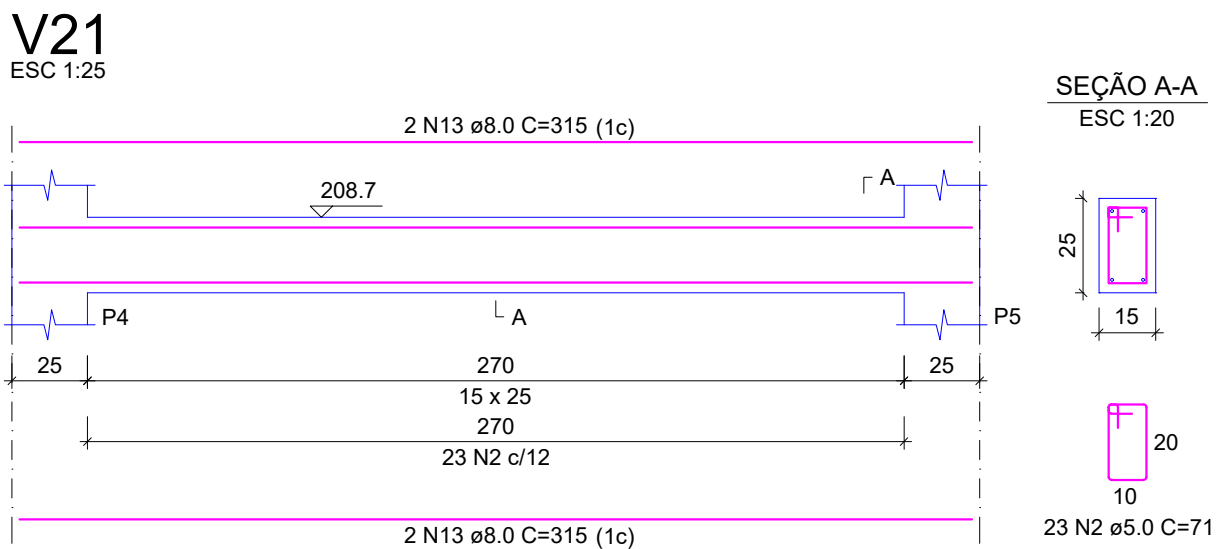 V21
ESC 1:25
SEÇÃO A-A
ESC 1:20
2 N13 ø8.0 C=315 (1c)
A
208.7
25
15
A
P4
P5
25
270
25
15 x 25
270
23 N2 c/12
20
10
23 N2 ø5.0 C=71
2 N13 ø8.0 C=315 (1c)